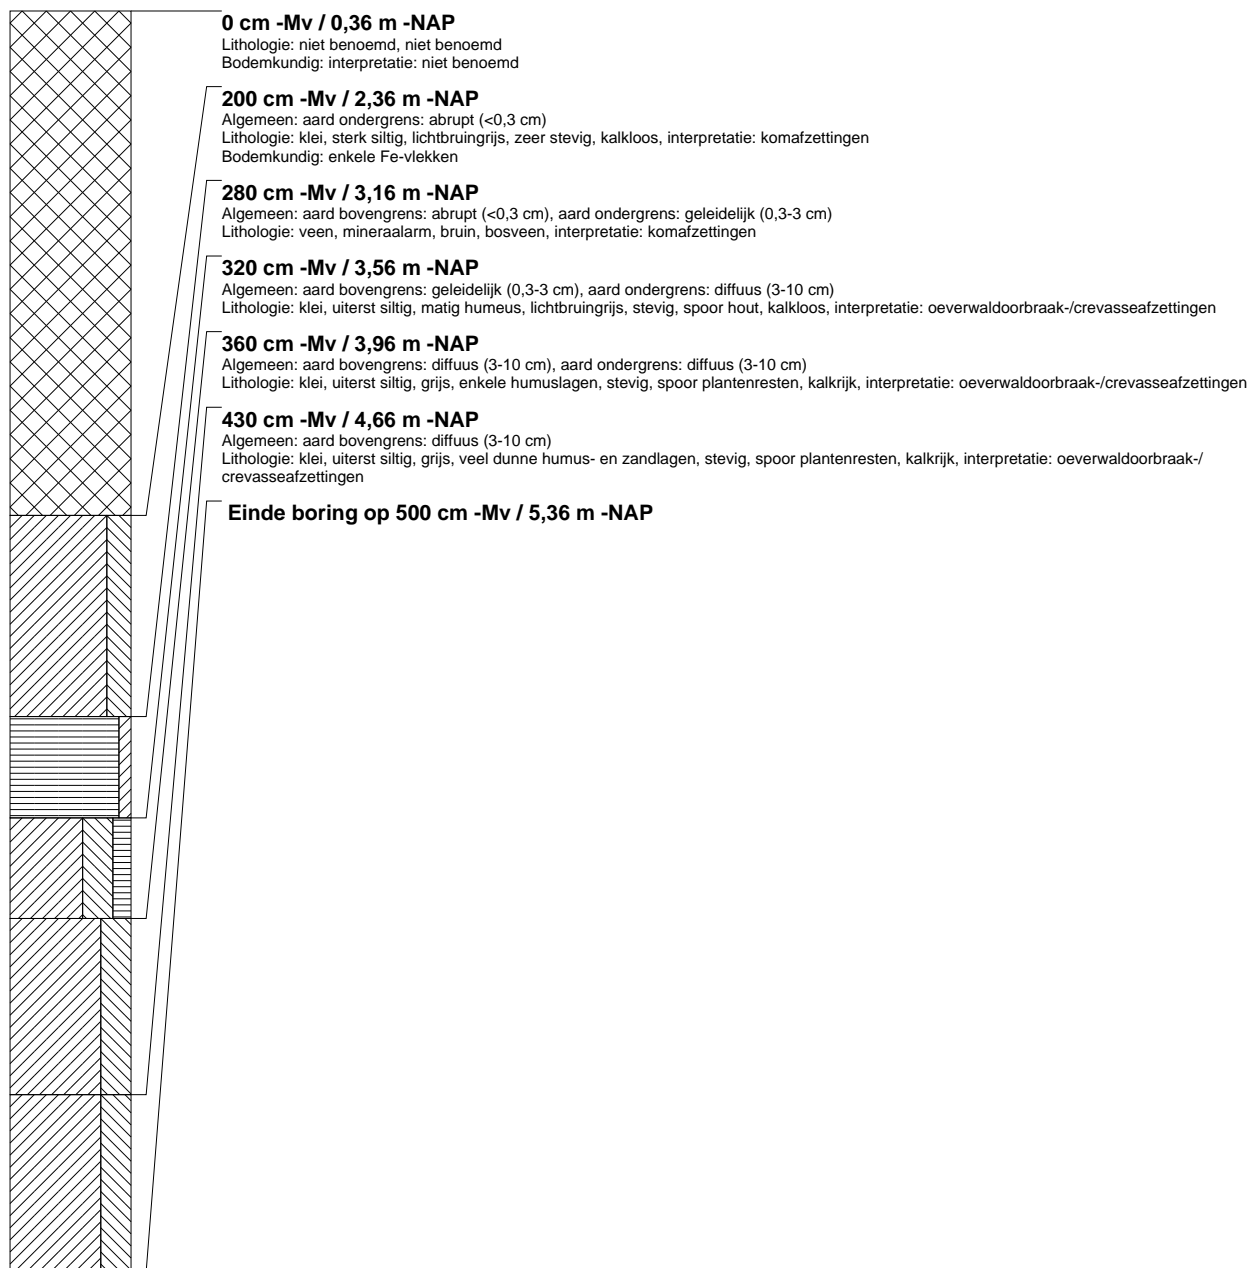 0 cm -Mv / 0,36 m -NAP
Lithologie: niet benoemd, niet benoemd
Bodemkundig: interpretatie: niet benoemd
200 cm -Mv / 2,36 m -NAP
Algemeen: aard ondergrens: abrupt (<0,3 cm)
Lithologie: klei, sterk siltig, lichtbruingrijs, zeer stevig, kalkloos, interpretatie: komafzettingen
Bodemkundig: enkele Fe-vlekken
280 cm -Mv / 3,16 m -NAP
Algemeen: aard bovengrens: abrupt (<0,3 cm), aard ondergrens: geleidelijk (0,3-3 cm)
Lithologie: veen, mineraalarm, bruin, bosveen, interpretatie: komafzettingen
320 cm -Mv / 3,56 m -NAP
Algemeen: aard bovengrens: geleidelijk (0,3-3 cm), aard ondergrens: diffuus (3-10 cm)
Lithologie: klei, uiterst siltig, matig humeus, lichtbruingrijs, stevig, spoor hout, kalkloos, interpretatie: oeverwaldoorbraak-/crevasseafzettingen
360 cm -Mv / 3,96 m -NAP
Algemeen: aard bovengrens: diffuus (3-10 cm), aard ondergrens: diffuus (3-10 cm)
Lithologie: klei, uiterst siltig, grijs, enkele humuslagen, stevig, spoor plantenresten, kalkrijk, interpretatie: oeverwaldoorbraak-/crevasseafzettingen
430 cm -Mv / 4,66 m -NAP
Algemeen: aard bovengrens: diffuus (3-10 cm)
Lithologie: klei, uiterst siltig, grijs, veel dunne humus- en zandlagen, stevig, spoor plantenresten, kalkrijk, interpretatie: oeverwaldoorbraak-/
crevasseafzettingen
Einde boring op 500 cm -Mv / 5,36 m -NAP